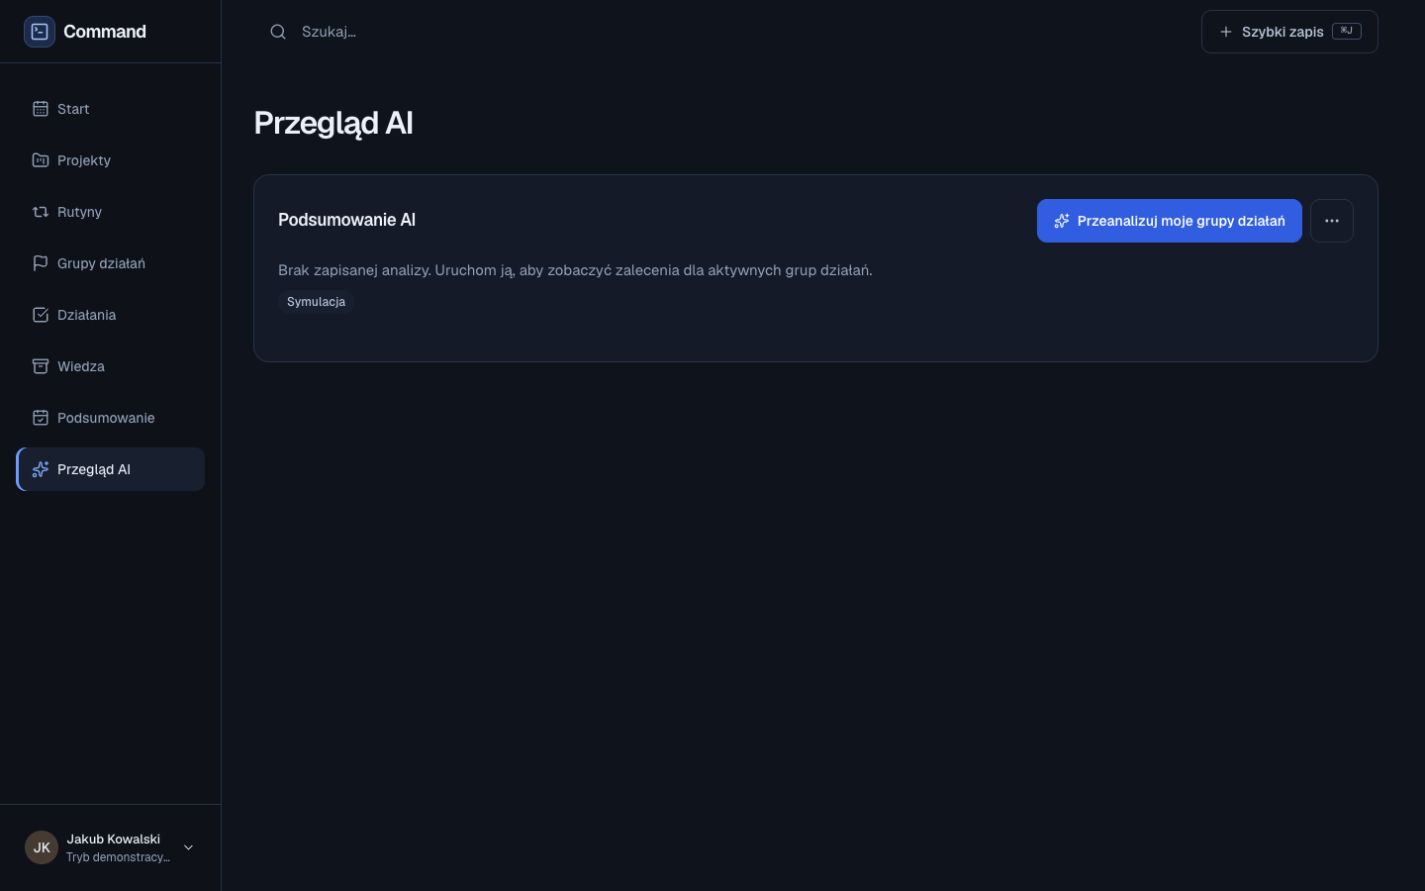 Command
Szukaj...
Szybki zapis ⌘J
Start
Projekty
Rutyny
Grupy działań
Działania
Wiedza
Podsumowanie
Przegląd AI
Przegląd AI
Podsumowanie AI
Przeanalizuj moje grupy działań
Brak zapisanej analizy. Uruchom ją, aby zobaczyć zalecenia dla aktywnych grup działań.
Symulacja
JK
Jakub Kowalski
Tryb demonstracy...